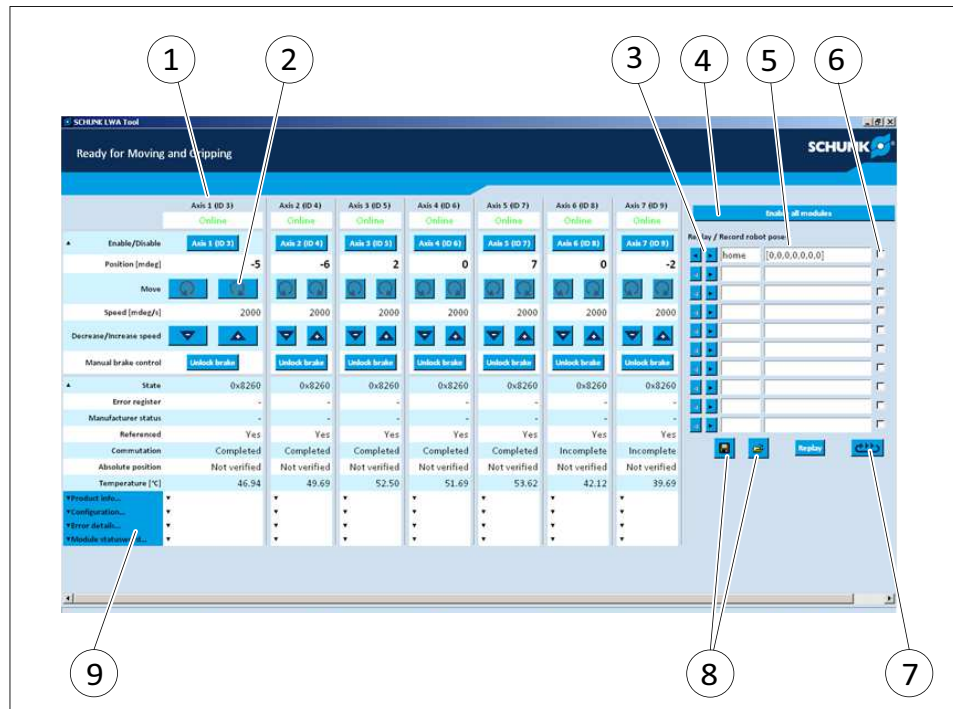 1 2 3 4 5 6
SCHUNK LWA Tool
Ready for Moving and Gripping
SCHUNK
Axis 1 (ID 3) Axis 2 (ID 4) Axis 3 (ID 5) Axis 4 (ID 6) Axis 5 (ID 7) Axis 6 (ID 8) Axis 7 (ID 9)
Online Online Online Online Online Online Online
Enable all modules
Replay / Record robot pose
Enable/Disable Axis 1 (ID 3) Axis 2 (ID 4) Axis 3 (ID 5) Axis 4 (ID 6) Axis 5 (ID 7) Axis 6 (ID 8) Axis 7 (ID 9)
Position [mdeg] -5 -6 2 0 7 0 -2
home [0,0,0,0,0,0,0]
Move
Speed [mdeg/s] 2000 2000 2000 2000 2000 2000 2000
Decrease/Increase speed
Manual brake control Unlock brake Unlock brake Unlock brake Unlock brake Unlock brake Unlock brake Unlock brake
State 0x8260 0x8260 0x8260 0x8260 0x8260 0x8260 0x8260
Error register - - - - - - -
Manufacturer status - - - - - - -
Referenced Yes Yes Yes Yes Yes Yes Yes
Commutation Completed Completed Completed Completed Completed Incomplete Incomplete
Replay
Absolute position Not verified Not verified Not verified Not verified Not verified Not verified Not verified
Temperature [°C] 46.94 49.69 52.50 51.69 53.62 42.12 39.69
Product info...
Configuration...
Error details...
Module statusword...
9 8 7